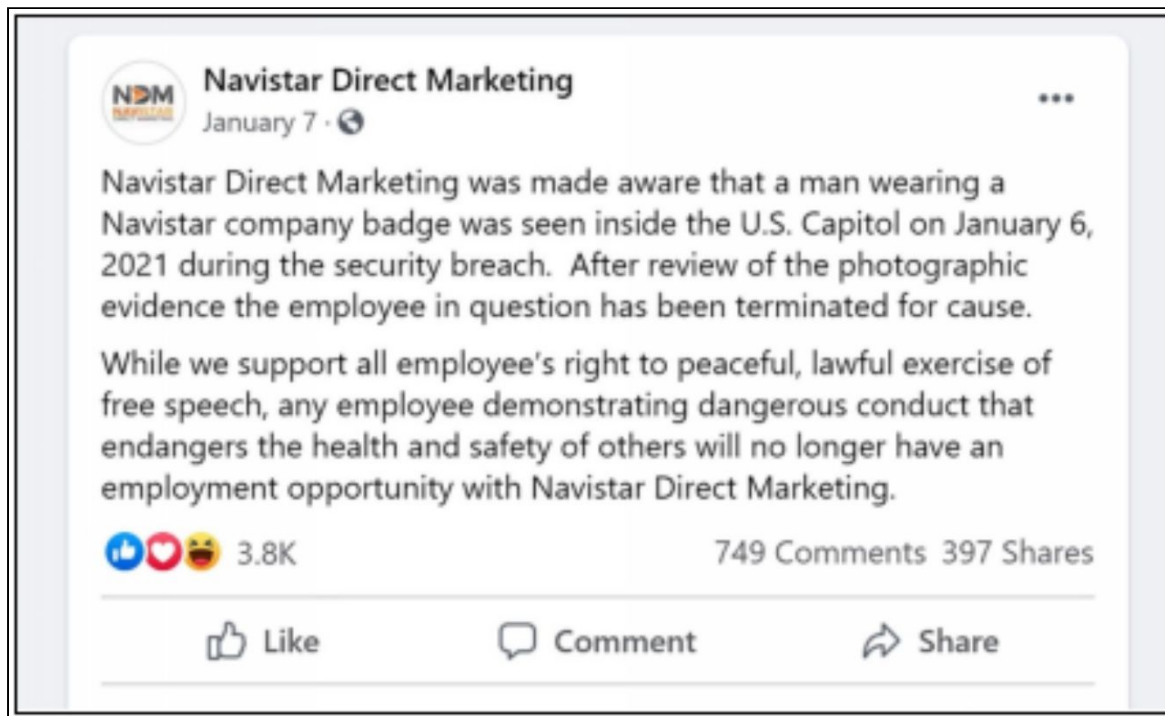 Navistar Direct Marketing
January 7 ·
NDM
NAVISTAR
Navistar Direct Marketing was made aware that a man wearing a
Navistar company badge was seen inside the U.S. Capitol on January 6,
2021 during the security breach.  After review of the photographic
evidence the employee in question has been terminated for cause.
While we support all employee's right to peaceful, lawful exercise of
free speech, any employee demonstrating dangerous conduct that
endangers the health and safety of others will no longer have an
employment opportunity with Navistar Direct Marketing.
3.8K
749 Comments 397 Shares
Like
Comment
Share